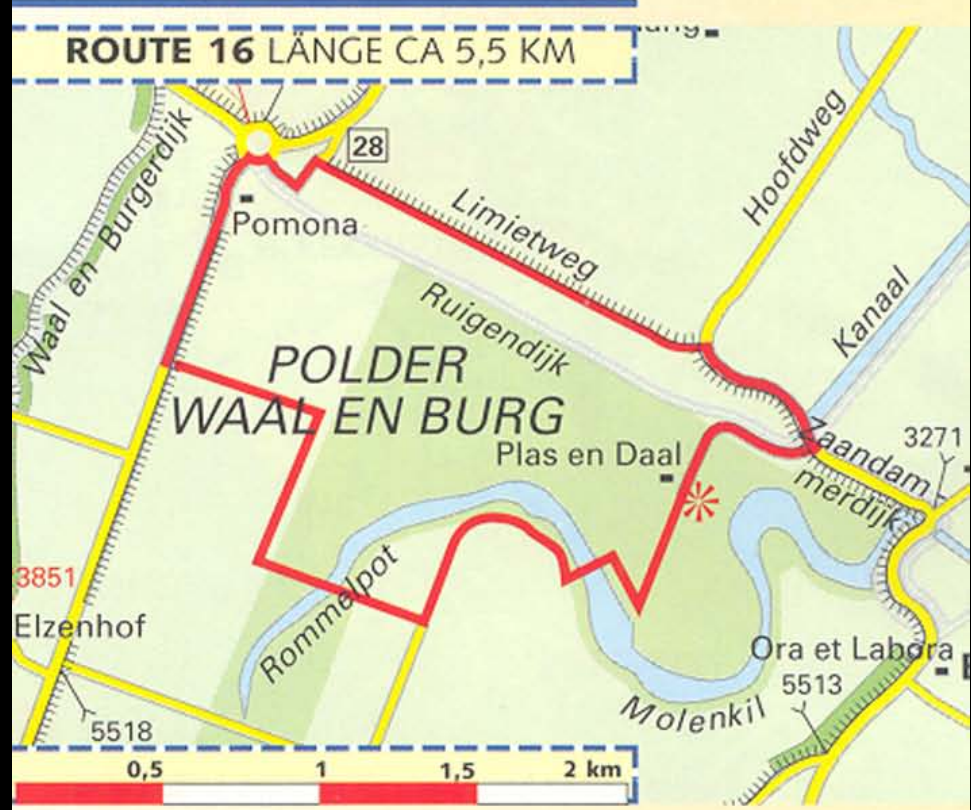 ROUTE 16 LÄNGE CA 5,5 KM
28
Hoofdweg
Waal en Burgerdijk
Limietweg
Pomona
Kanaal
Ruigendijk
POLDER
WAAL EN BURG
Plas en Daal
3271
Zaandam-
merdijk
3851
Rommelpot
Elzenhof
Ora et Labora
5513
Molenkil
5518
0,5 1 1,5 2 km